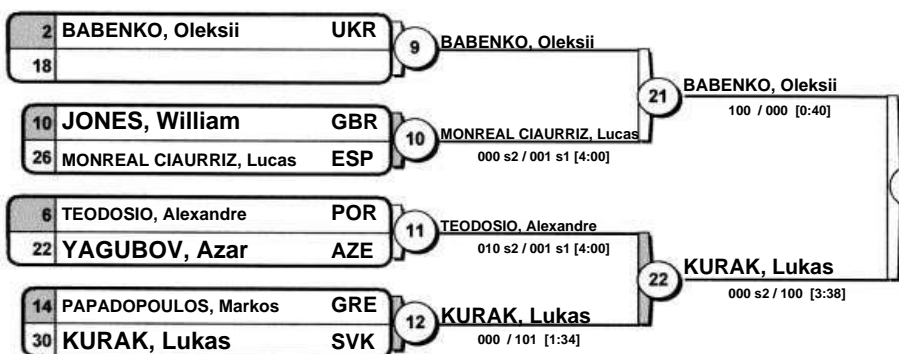 2 BABENKO, Oleksii UKR
18
9
BABENKO, Oleksii
10 JONES, William GBR
26 MONREAL CIAURRIZ, Lucas ESP
10
MONREAL CIAURRIZ, Lucas
000 s2 / 001 s1 [4:00]
21
BABENKO, Oleksii
100 / 000 [0:40]
6 TEODOSIO, Alexandre POR
22 YAGUBOV, Azar AZE
11
TEODOSIO, Alexandre
010 s2 / 001 s1 [4:00]
14 PAPADOPOULOS, Markos GRE
30 KURAK, Lukas SVK
12
KURAK, Lukas
000 / 101 [1:34]
22
KURAK, Lukas
000 s2 / 100 [3:38]